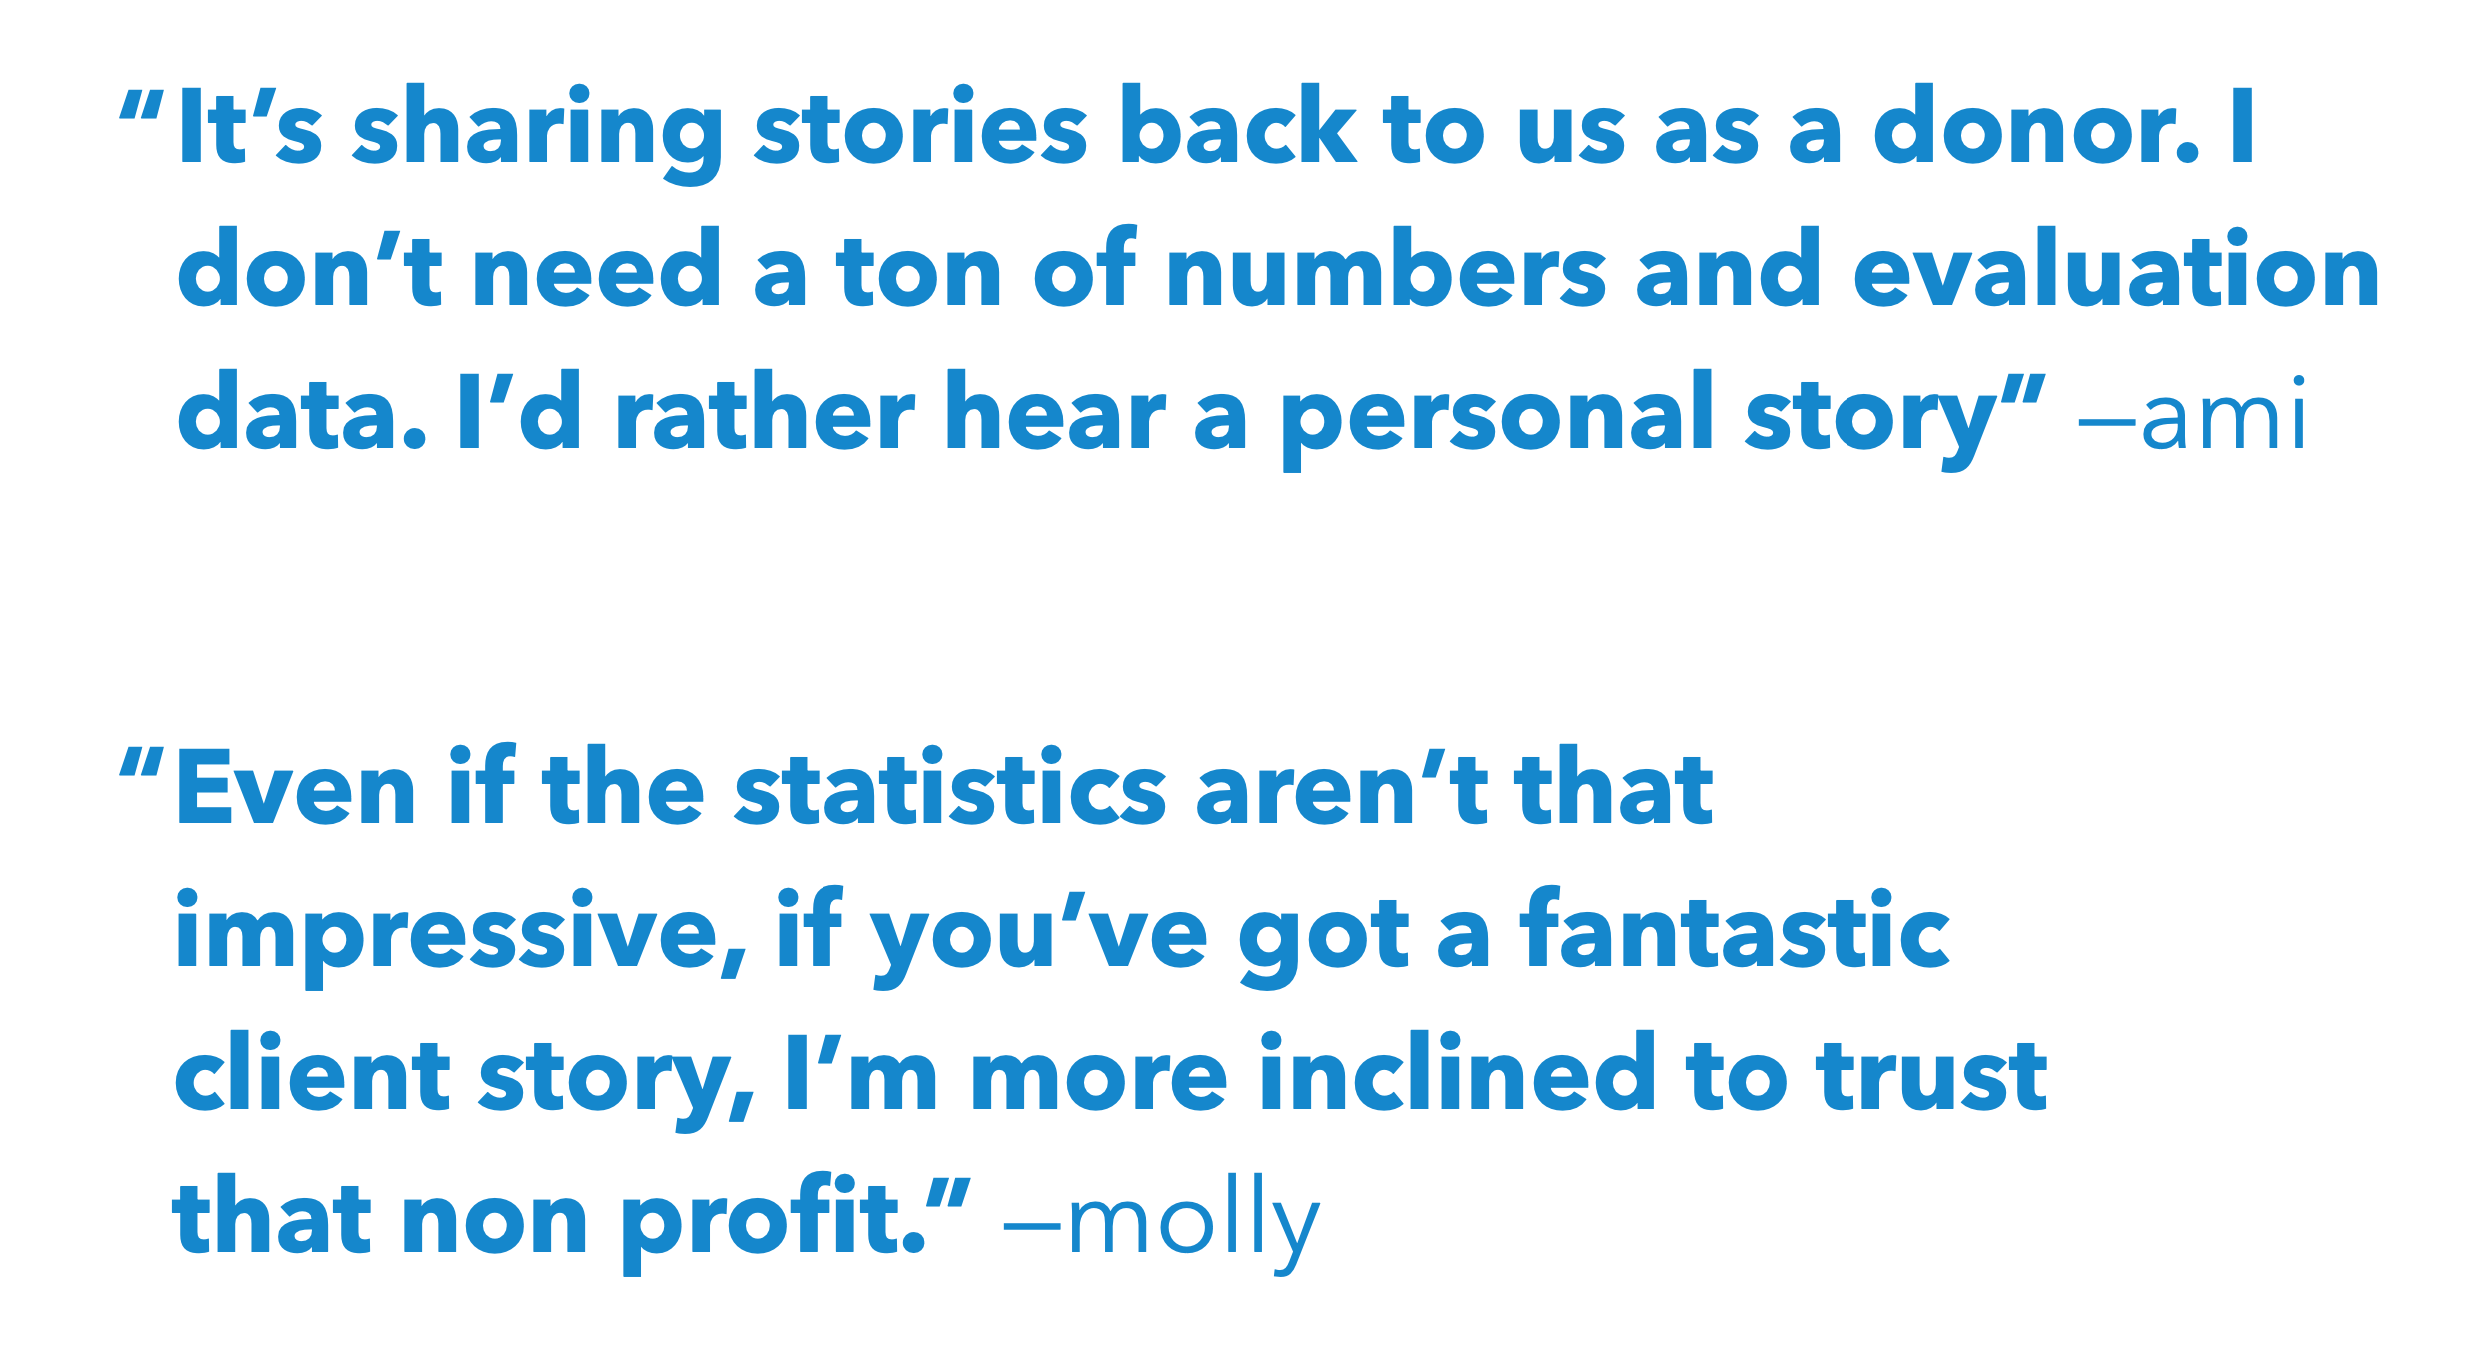 “It’s sharing stories back to us as a donor. I
don’t need a ton of numbers and evaluation
data. I’d rather hear a personal story” –ami
“Even if the statistics aren’t that
impressive, if you’ve got a fantastic
client story, I’m more inclined to trust
that non profit.” –molly